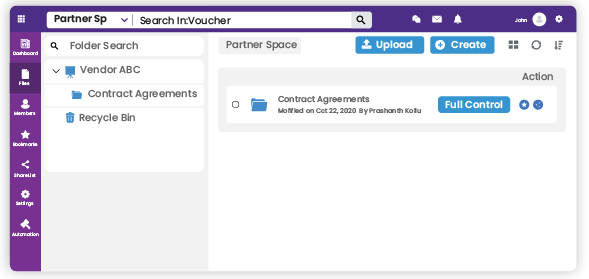 Partner Sp
Search In:Voucher
John
Dashboard
Files
Members
Bookmarks
ShareList
Settings
Automation
Folder Search
Vendor ABC
Contract Agreements
Recycle Bin
Partner Space
Upload
Create
Action
Contract Agreements
Motified on Oct 22, 2020 By Prashanth Kollu
Full Control